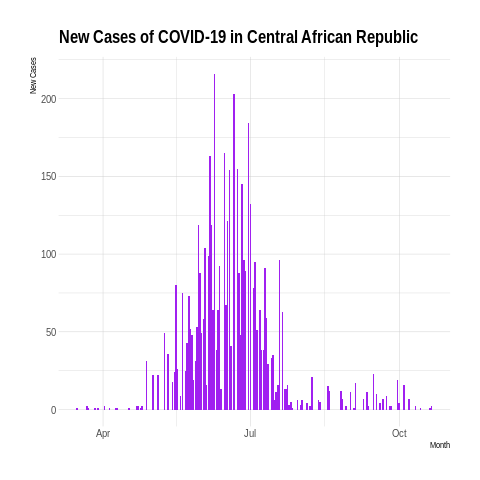 New Cases of COVID-19 in Central African Republic
New Cases
200
150
100
50
0
Apr
Jul
Oct
Month